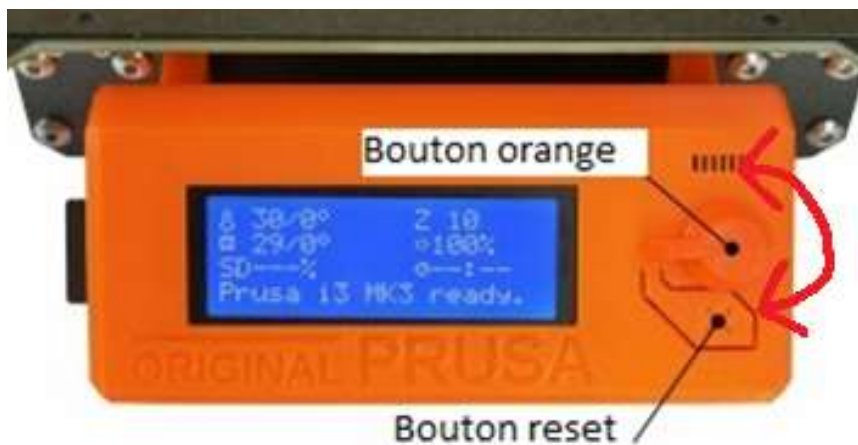 Bouton orange
30/0° Z 10
29/0° 100%
SD---% --:--
Prusa i3 MK3 ready.
ORIGINAL PRUSA
Bouton reset